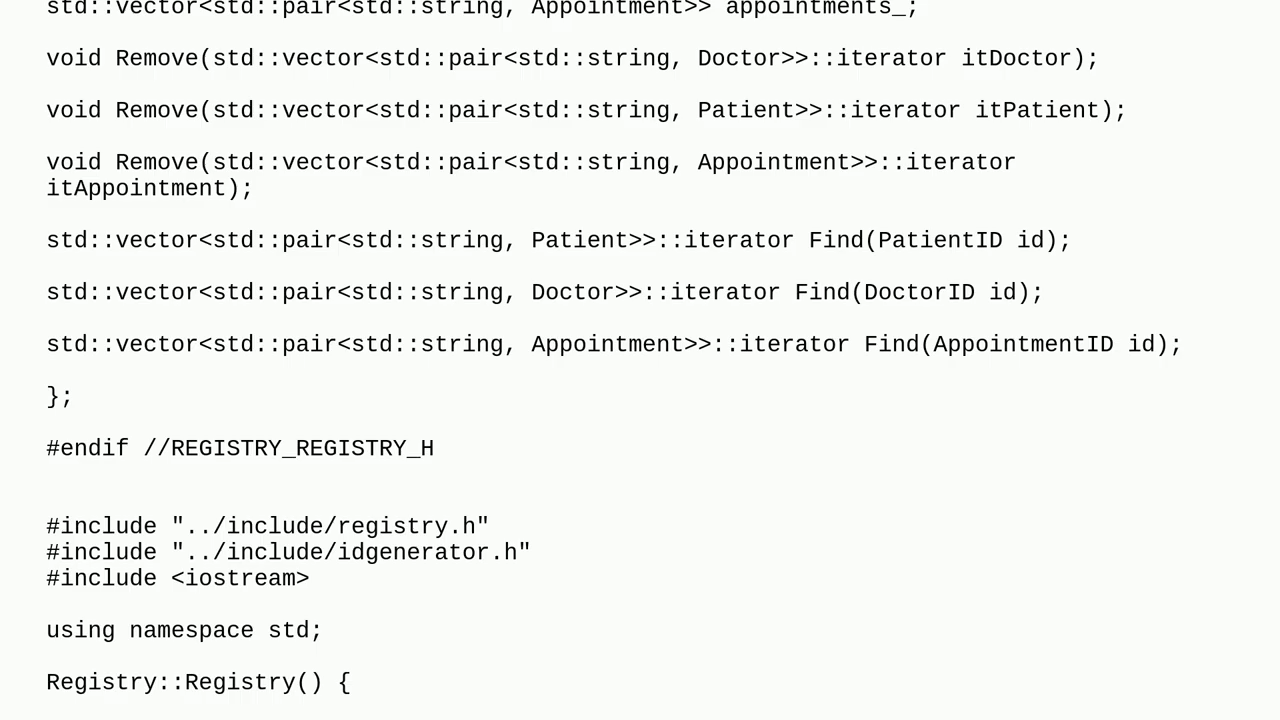 std::vector<std::pair<std::string, Appointment>> appointments_;
void Remove(std::vector<std::pair<std::string, Doctor>>::iterator itDoctor);
void Remove(std::vector<std::pair<std::string, Patient>>::iterator itPatient);
void Remove(std::vector<std::pair<std::string, Appointment>>::iterator
itAppointment);
std::vector<std::pair<std::string, Patient>>::iterator Find(PatientID id);
std::vector<std::pair<std::string, Doctor>>::iterator Find(DoctorID id);
std::vector<std::pair<std::string, Appointment>>::iterator Find(AppointmentID id);
};
#endif //REGISTRY_REGISTRY_H
#include "../include/registry.h"
#include "../include/idgenerator.h"
#include <iostream>
using namespace std;
Registry::Registry() {